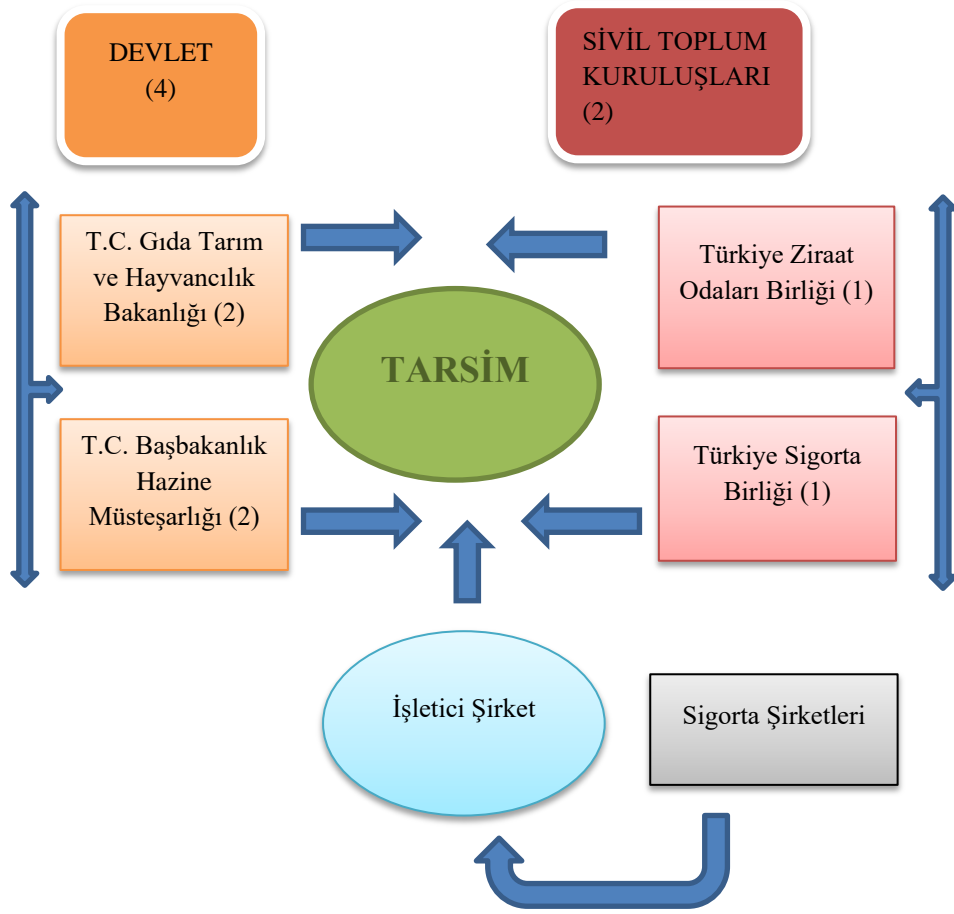 DEVLET
(4)
SİVİL TOPLUM
KURULUŞLARI
(2)
T.C. Gıda Tarım
ve Hayvancılık
Bakanlığı (2)
Türkiye Ziraat
Odaları Birliği (1)
TARSİM
T.C. Başbakanlık
Hazine
Müsteşarlığı (2)
Türkiye Sigorta
Birliği (1)
İşletici Şirket
Sigorta Şirketleri